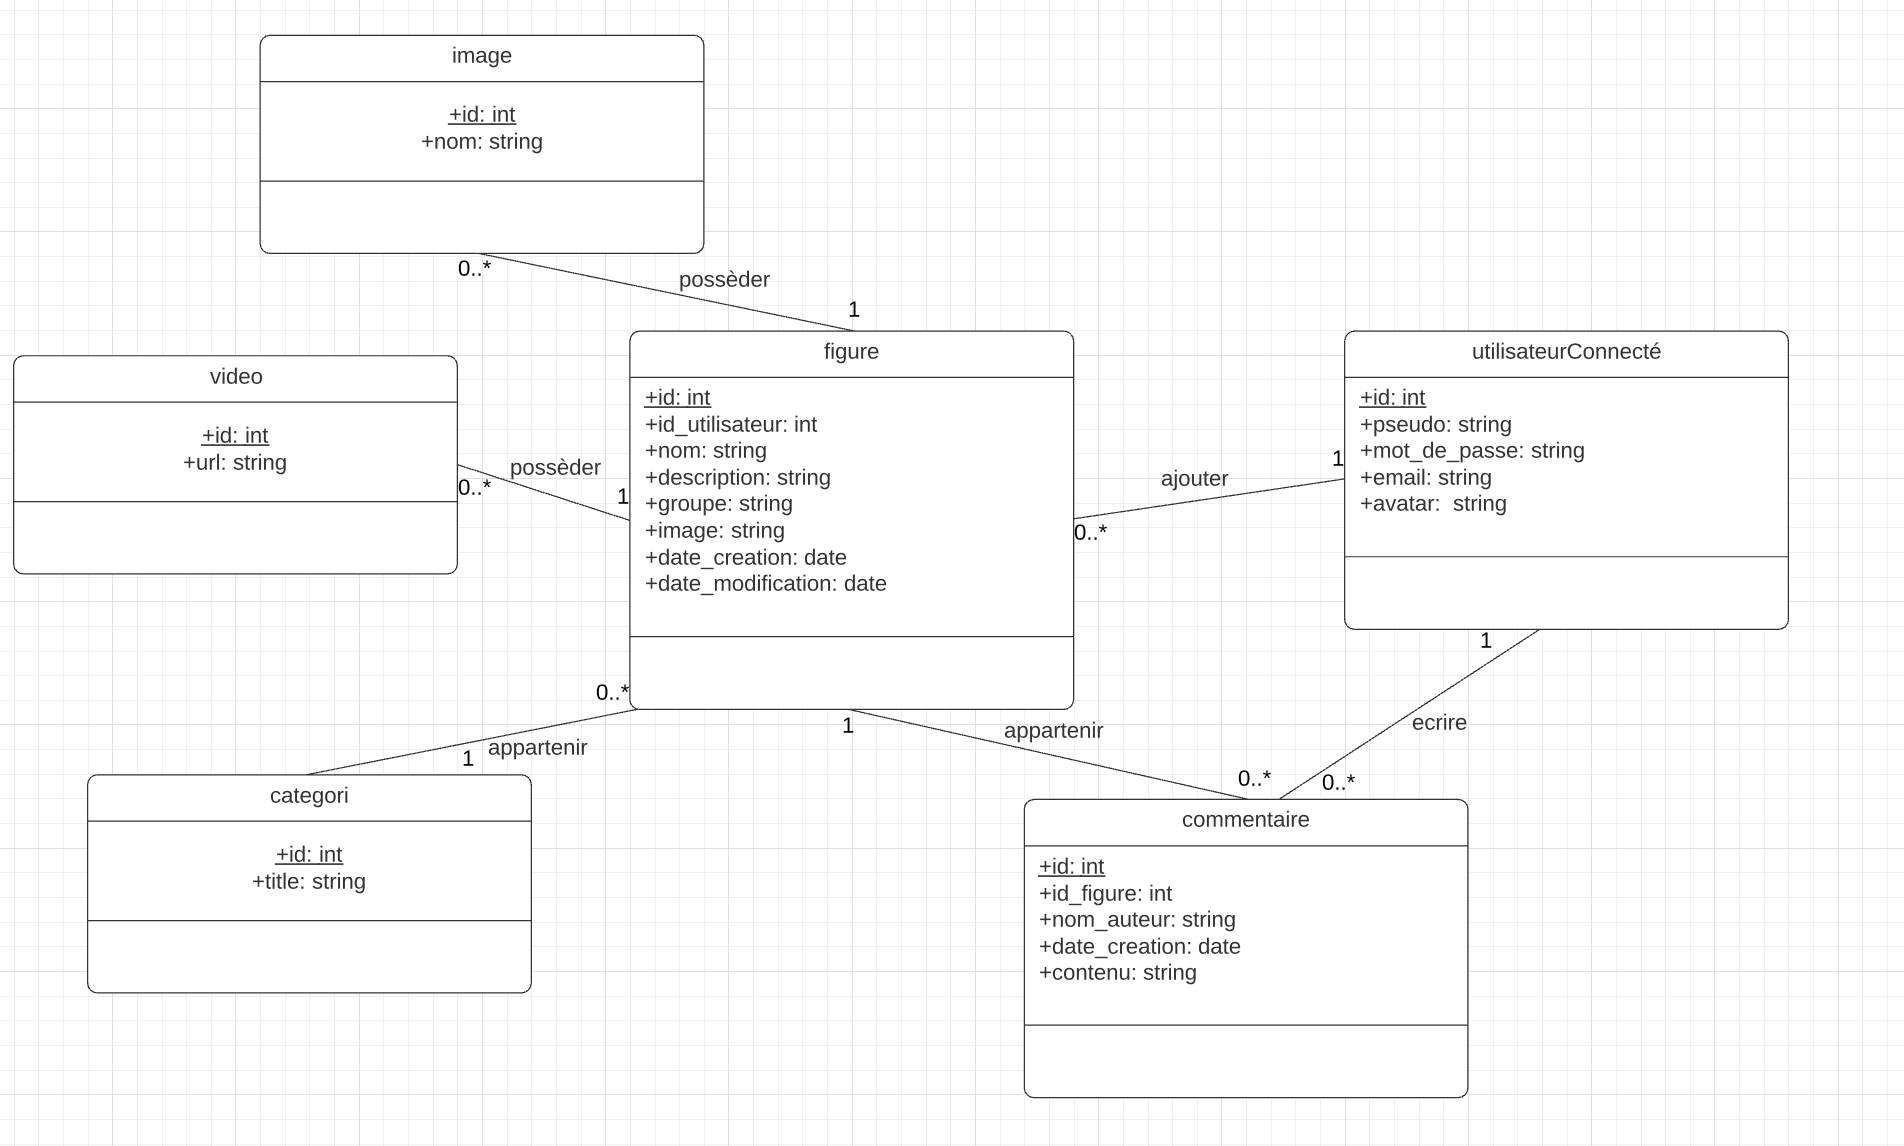 image
+id: int
+nom: string
0..*
possèder
1
video
+id: int
+url: string
0..*
possèder
1
figure
+id: int
+id_utilisateur: int
+nom: string
+description: string
+groupe: string
+image: string
+date_creation: date
+date_modification: date
0..*
ajouter
1
utilisateurConnecté
+id: int
+pseudo: string
+mot_de_passe: string
+email: string
+avatar:  string
0..*
appartenir
1
1
appartenir
0..*
1
ecrire
0..*
categori
+id: int
+title: string
commentaire
+id: int
+id_figure: int
+nom_auteur: string
+date_creation: date
+contenu: string